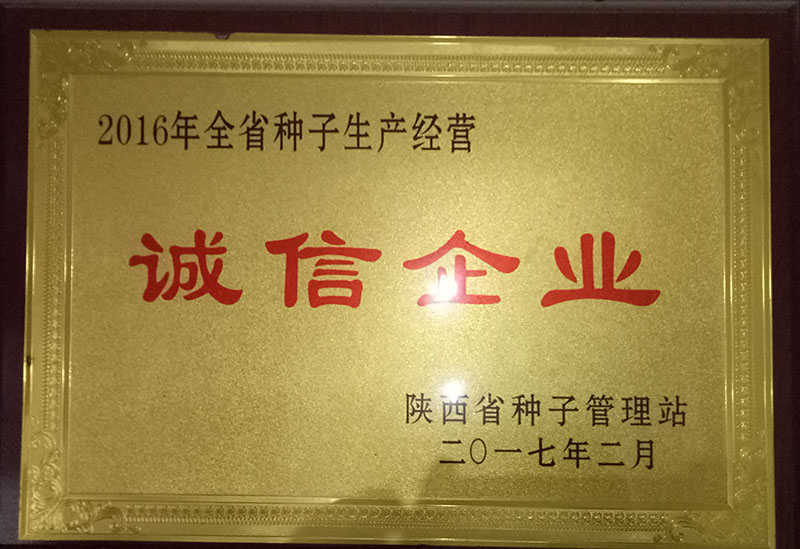 2016年全省种子生产经营
诚信企业
陕西省种子管理站
二〇一七年二月